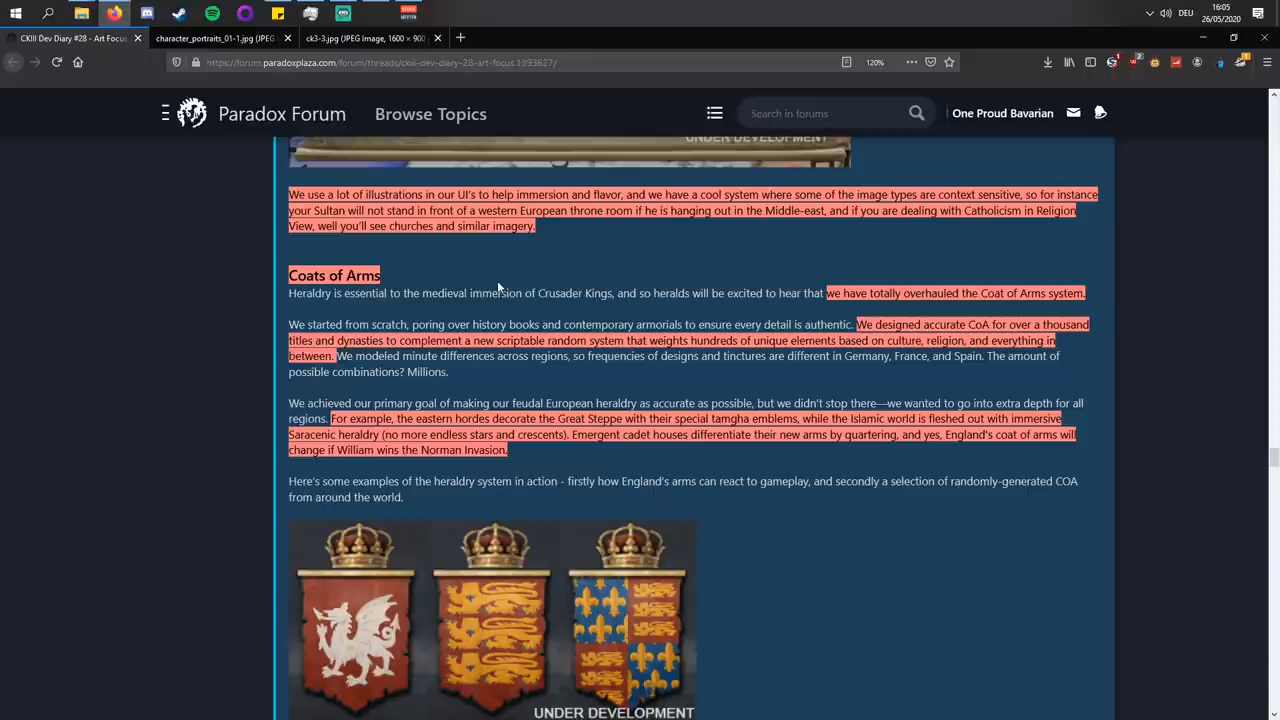 16:05
DEU
26/05/2020
CKIII Dev Diary #28 - Art Focus
character_portraits_01-1.jpg (JPEG I
ck3-3.jpg (JPEG Image, 1600 × 900
https://forum.paradoxplaza.com/forum/threads/ckiii-dev-diary-28-art-focus.1393627/
120%
Paradox Forum
Browse Topics
Search in forums
One Proud Bavarian
UNDER DEVELOPMENT
We use a lot of illustrations in our UI's to help immersion and flavor, and we have a cool system where some of the image types are context sensitive, so for instance
your Sultan will not stand in front of a western European throne room if he is hanging out in the Middle-east, and if you are dealing with Catholicism in Religion
View, well you'll see churches and similar imagery.
Coats of Arms
Heraldry is essential to the medieval immersion of Crusader Kings, and so heralds will be excited to hear that we have totally overhauled the Coat of Arms system.
We started from scratch, poring over history books and contemporary armorials to ensure every detail is authentic. We designed accurate CoA for over a thousand
titles and dynasties to complement a new scriptable random system that weights hundreds of unique elements based on culture, religion, and everything in
between. We modeled minute differences across regions, so frequencies of designs and tinctures are different in Germany, France, and Spain. The amount of
possible combinations? Millions.
We achieved our primary goal of making our feudal European heraldry as accurate as possible, but we didn't stop there—we wanted to go into extra depth for all
regions. For example, the eastern hordes decorate the Great Steppe with their special tamgha emblems, while the Islamic world is fleshed out with immersive
Saracenic heraldry (no more endless stars and crescents). Emergent cadet houses differentiate their new arms by quartering, and yes, England's coat of arms will
change if William wins the Norman Invasion.
Here's some examples of the heraldry system in action - firstly how England's arms can react to gameplay, and secondly a selection of randomly-generated COA
from around the world.
UNDER DEVELOPMENT